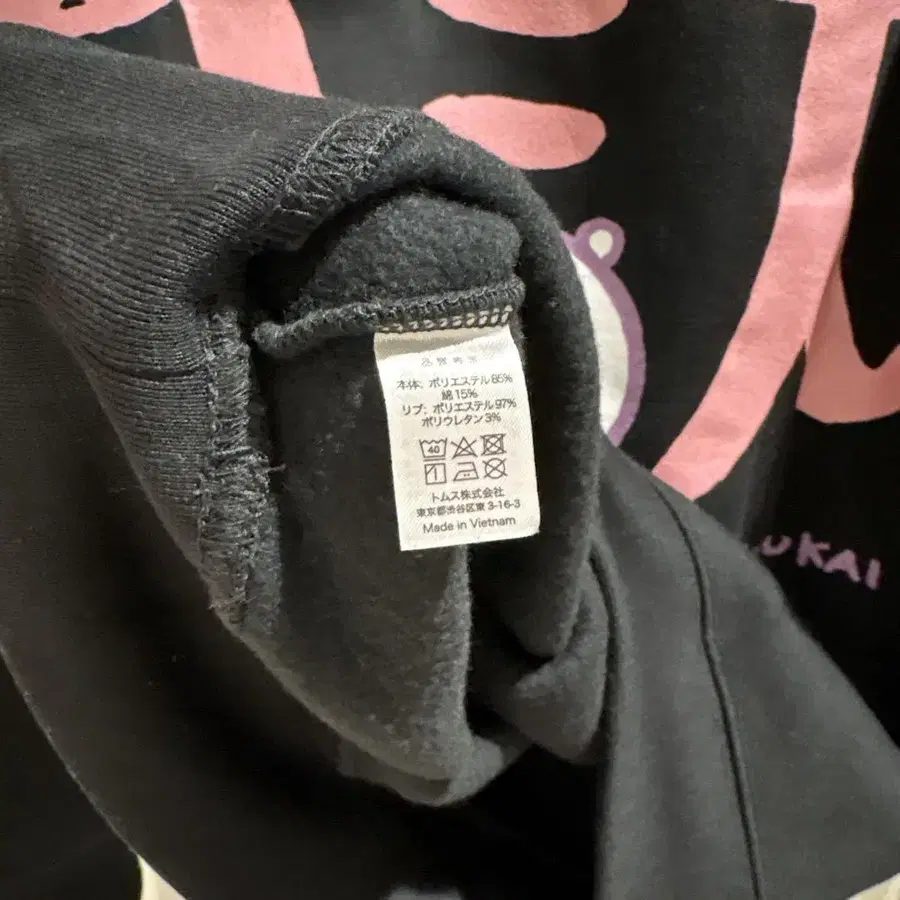 品質表示
本体: ポリエステル85%
綿15%
リブ: ポリエステル97%
ポリウレタン3%
40
トムス株式会社
東京都渋谷区東 3-16-3
Made in Vietnam
UKAI